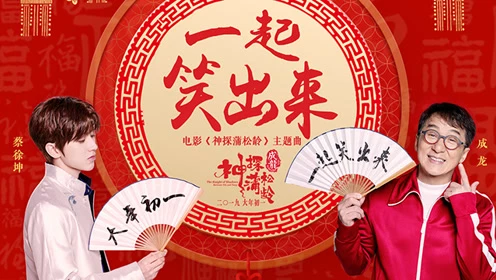 一起
笑出来
电影《神探蒲松龄》主题曲
蔡徐坤
成龙
大年初一
一起笑出来
成龍
神探蒲松龄
二〇一九 大年初一